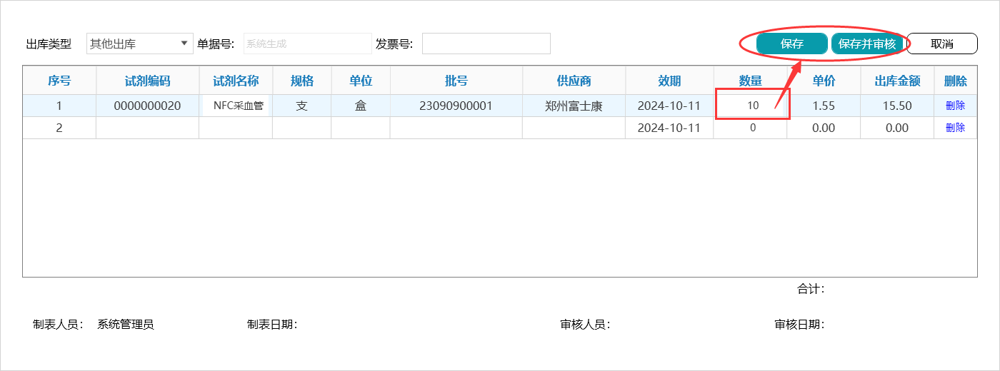 出库类型 其他出库 单据号: 系统生成 发票号: 保存 保存并审核 取消
序号 试剂编码 试剂名称 规格 单位 批号 供应商 效期 数量 单价 出库金额 删除
1 0000000020 NFC采血管 支 盒 23090900001 郑州富士康 2024-10-11 10 1.55 15.50 删除
2 2024-10-11 0 0.00 0.00 删除
合计:
制表人员: 系统管理员 制表日期: 审核人员: 审核日期: